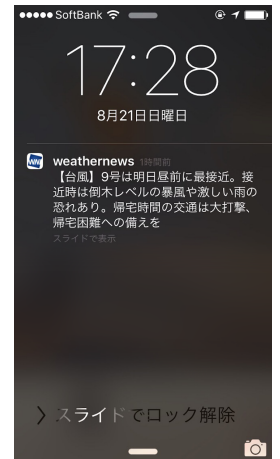 SoftBank
17:28
8月21日日曜日
weathernews 1時間前
【台風】9号は明日昼前に最接近。接
近時は倒木レベルの暴風や激しい雨の
恐れあり。帰宅時間の交通は大打撃、
帰宅困難への備えを
スライドで表示
スライドでロック解除